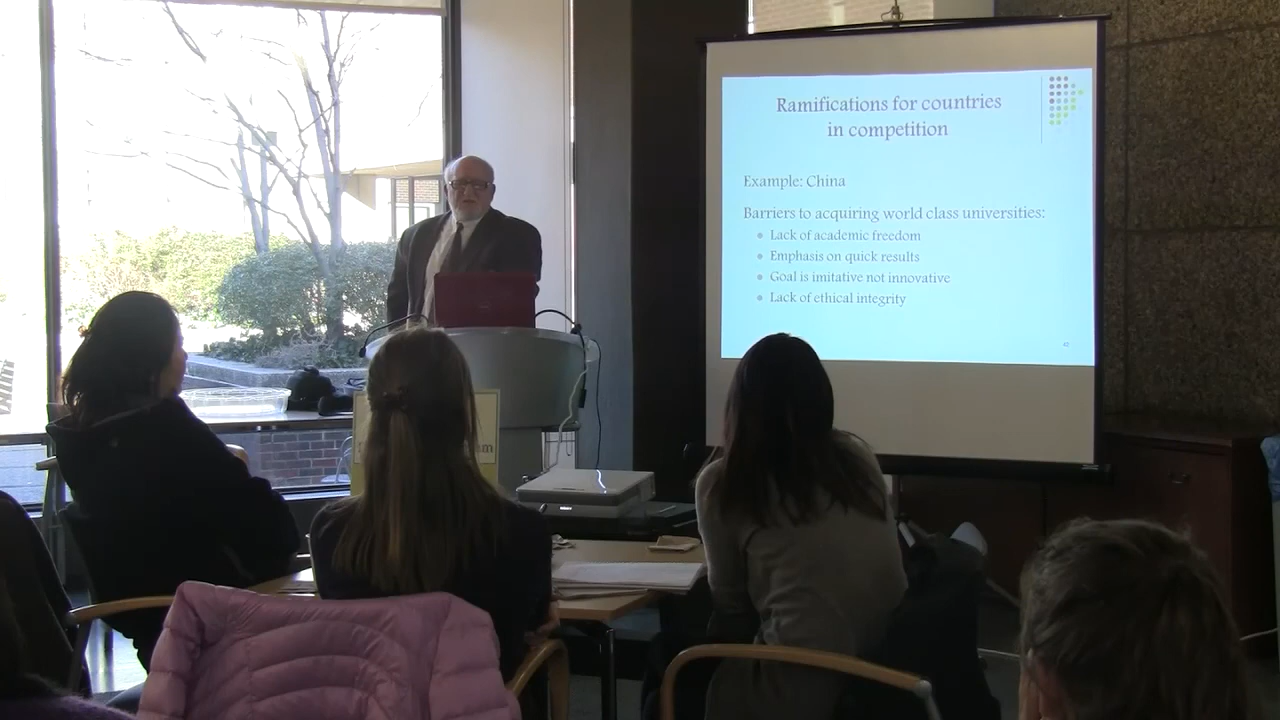 Ramifications for countries
in competition
Example: China
Barriers to acquiring world class universities:
Lack of academic freedom
Emphasis on quick results
Goal is imitative not innovative
Lack of ethical integrity
42